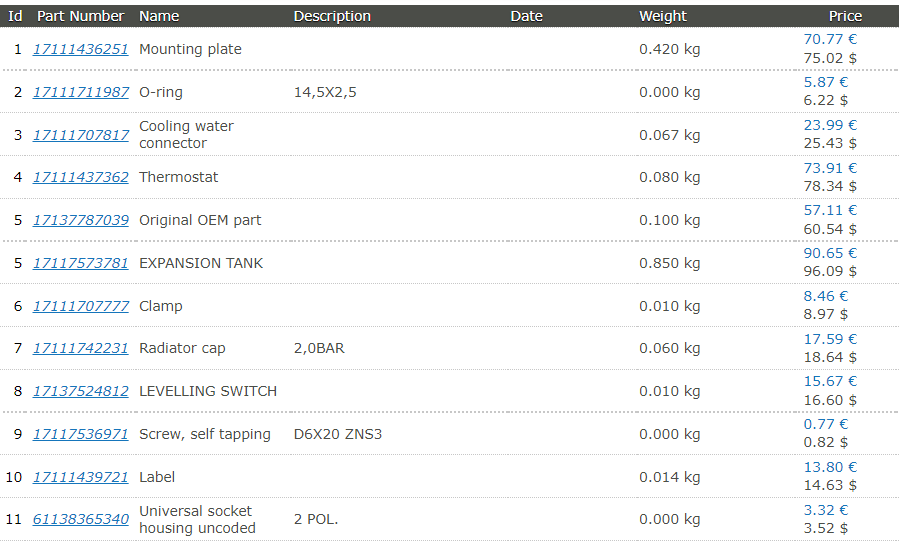 Id Part Number Name Description Date Weight Price
1 17111436251 Mounting plate 0.420 kg 70.77 €
75.02 $
2 17111711987 O-ring 14,5X2,5 0.000 kg 5.87 €
6.22 $
3 17111707817 Cooling water connector 0.067 kg 23.99 €
25.43 $
4 17111437362 Thermostat 0.080 kg 73.91 €
78.34 $
5 17137787039 Original OEM part 0.100 kg 57.11 €
60.54 $
5 17117573781 EXPANSION TANK 0.850 kg 90.65 €
96.09 $
6 17111707777 Clamp 0.010 kg 8.46 €
8.97 $
7 17111742231 Radiator cap 2,0BAR 0.060 kg 17.59 €
18.64 $
8 17137524812 LEVELLING SWITCH 0.010 kg 15.67 €
16.60 $
9 17117536971 Screw, self tapping D6X20 ZNS3 0.000 kg 0.77 €
0.82 $
10 17111439721 Label 0.014 kg 13.80 €
14.63 $
11 61138365340 Universal socket housing uncoded 2 POL. 0.000 kg 3.32 €
3.52 $